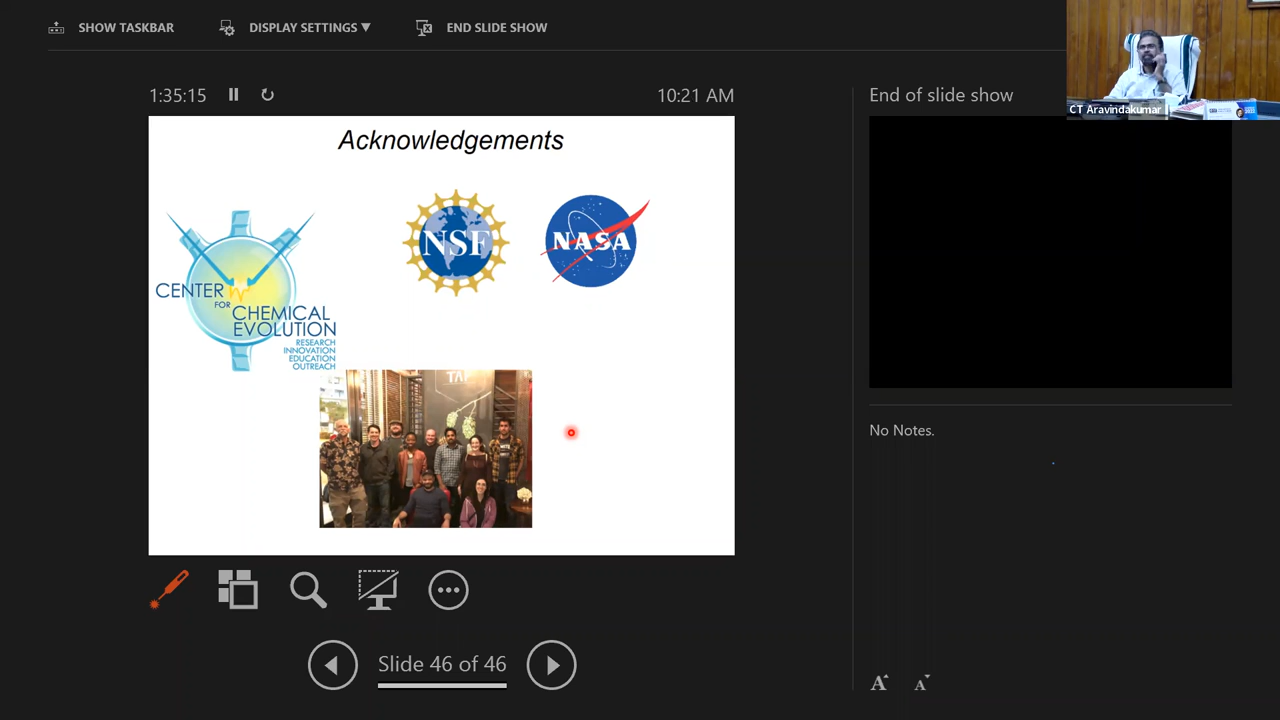 SHOW TASKBAR
DISPLAY SETTINGS
END SLIDE SHOW
CT Aravindakumar
1:35:15
10:21 AM
End of slide show
Acknowledgements
CENTER
FOR
CHEMICAL
EVOLUTION
RESEARCH
INNOVATION
EDUCATION
OUTREACH
NSF
NASA
No Notes.
Slide 46 of 46
A A